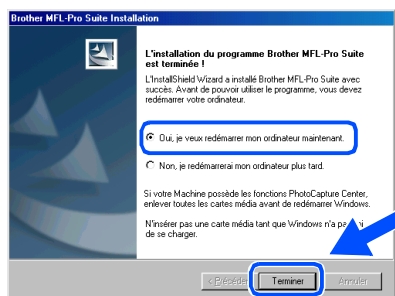 Brother MFL-Pro Suite Installation
L'installation du programme Brother MFL-Pro Suite
est terminée !
L'InstallShield Wizard a installé Brother MFL-Pro Suite avec
succès. Avant de pouvoir utiliser le programme, vous devez
redémarrer votre ordinateur.
Oui, je veux redémarrer mon ordinateur maintenant.
Non, je redémarrerai mon ordinateur plus tard.
Si votre Machine possède les fonctions PhotoCapture Center,
enlever toutes les cartes média avant de redémarrer Windows.
N'insérer pas une carte média tant que Windows n'a
de se charger.
< Précéder Terminer Annuler